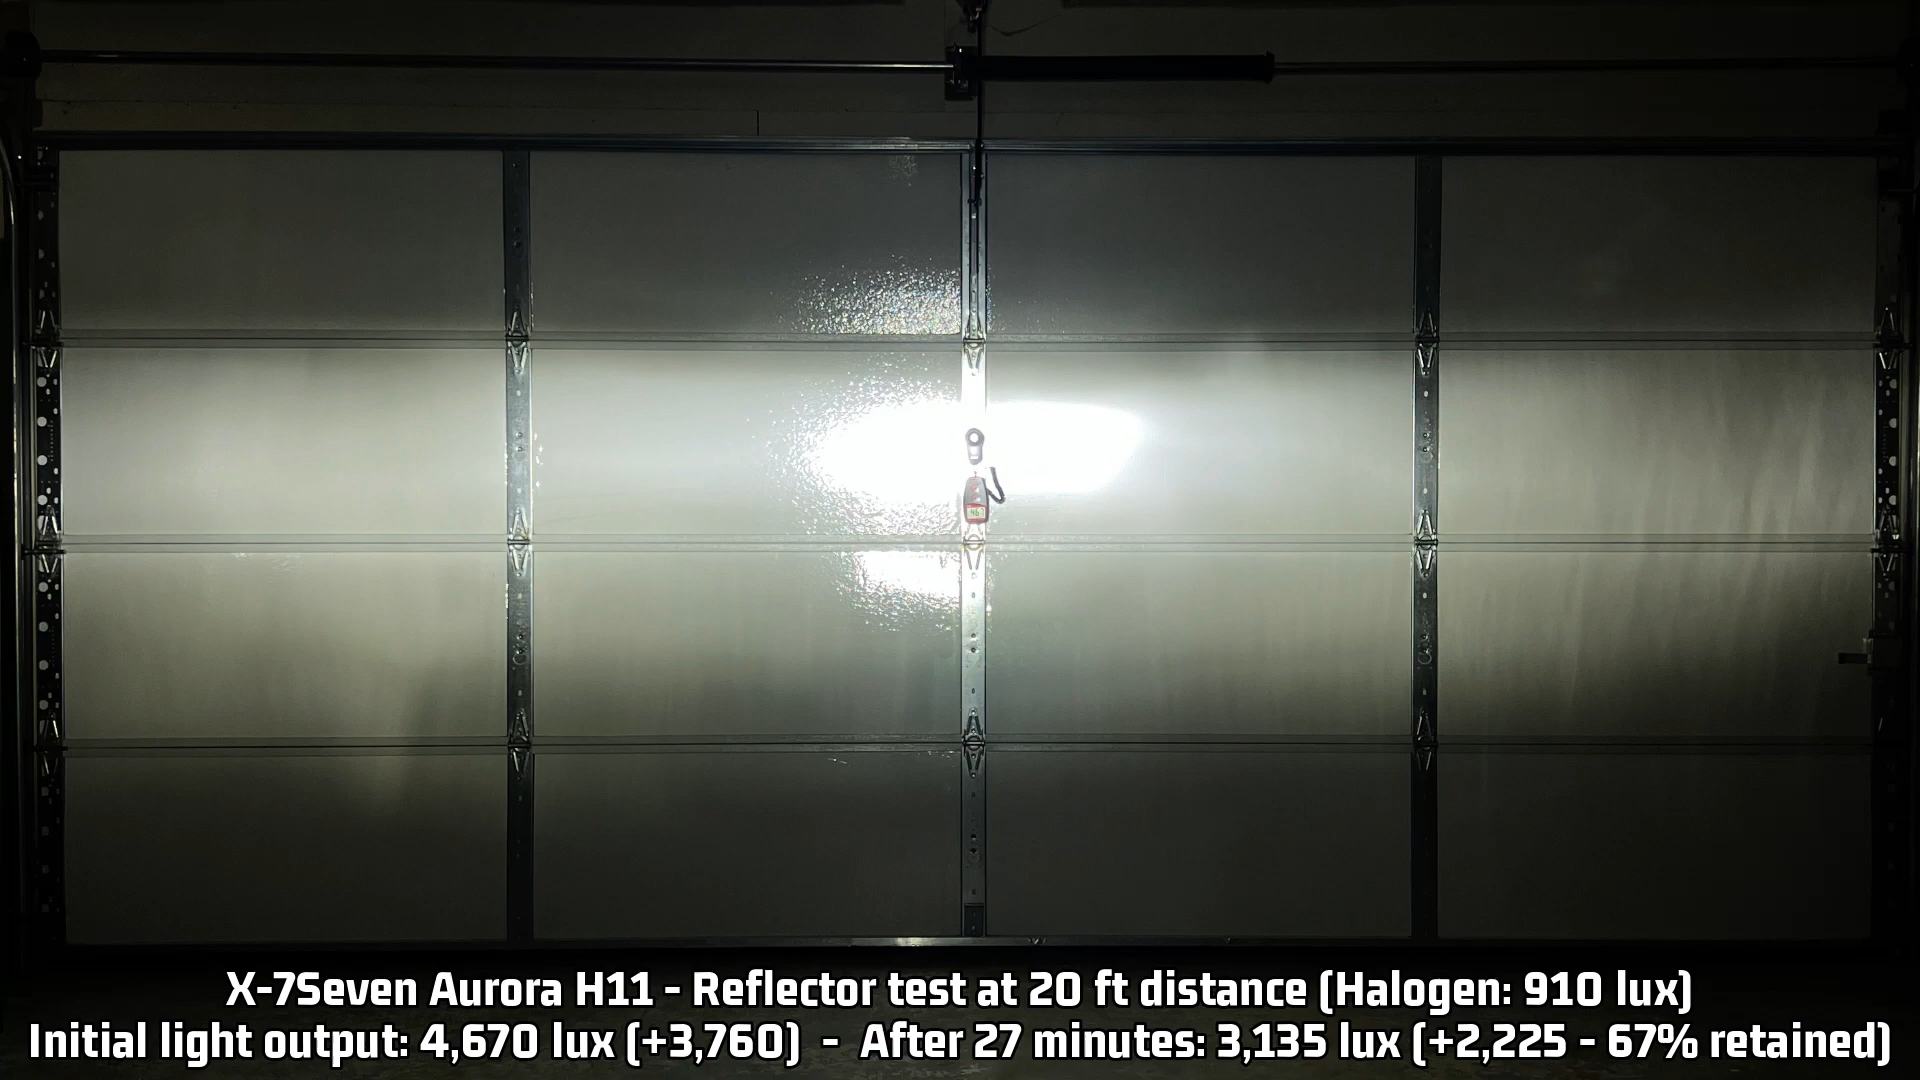 X-7Seven Aurora H11 - Reflector test at 20 ft distance (Halogen: 910 lux)
Initial light output: 4,670 lux (+3,760) - After 27 minutes: 3,135 lux (+2,225 - 67% retained)